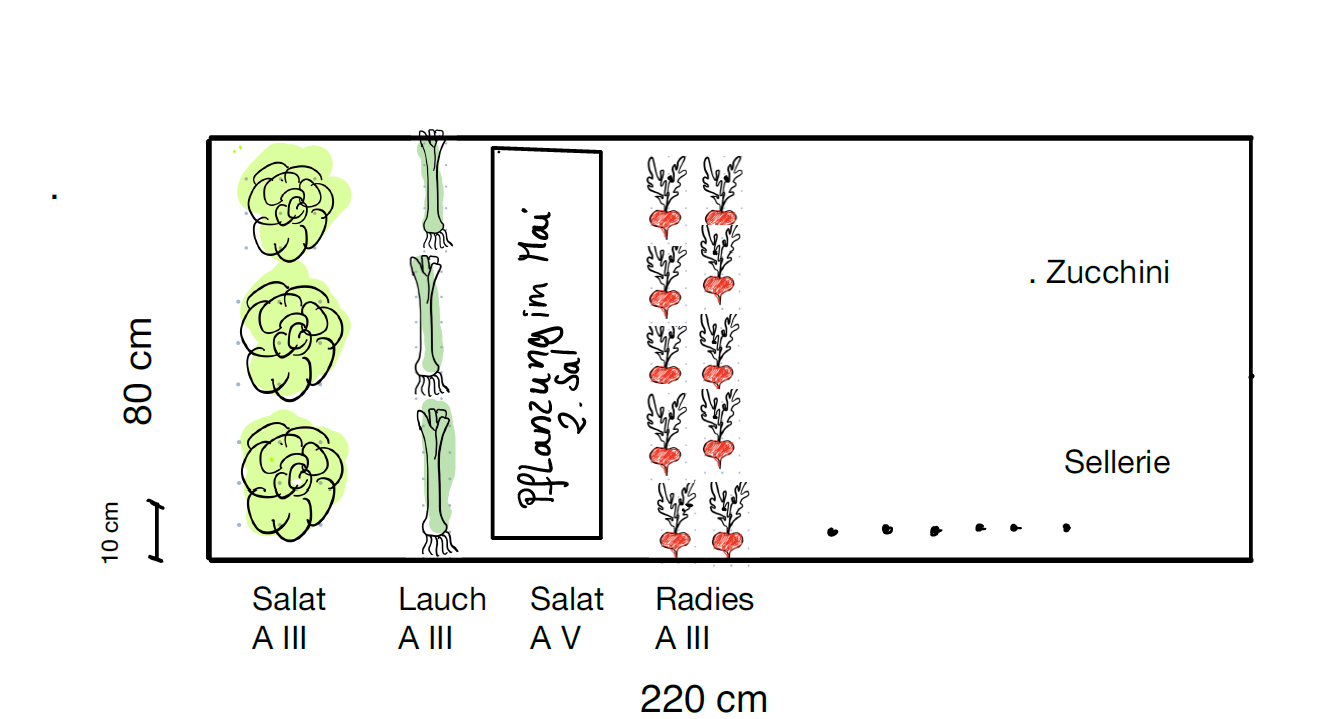 Pflanzung im Mai
2. Sal
. Zucchini
80 cm
Sellerie
10 cm
Salat
A III
Lauch
A III
Salat
A V
Radies
A III
220 cm